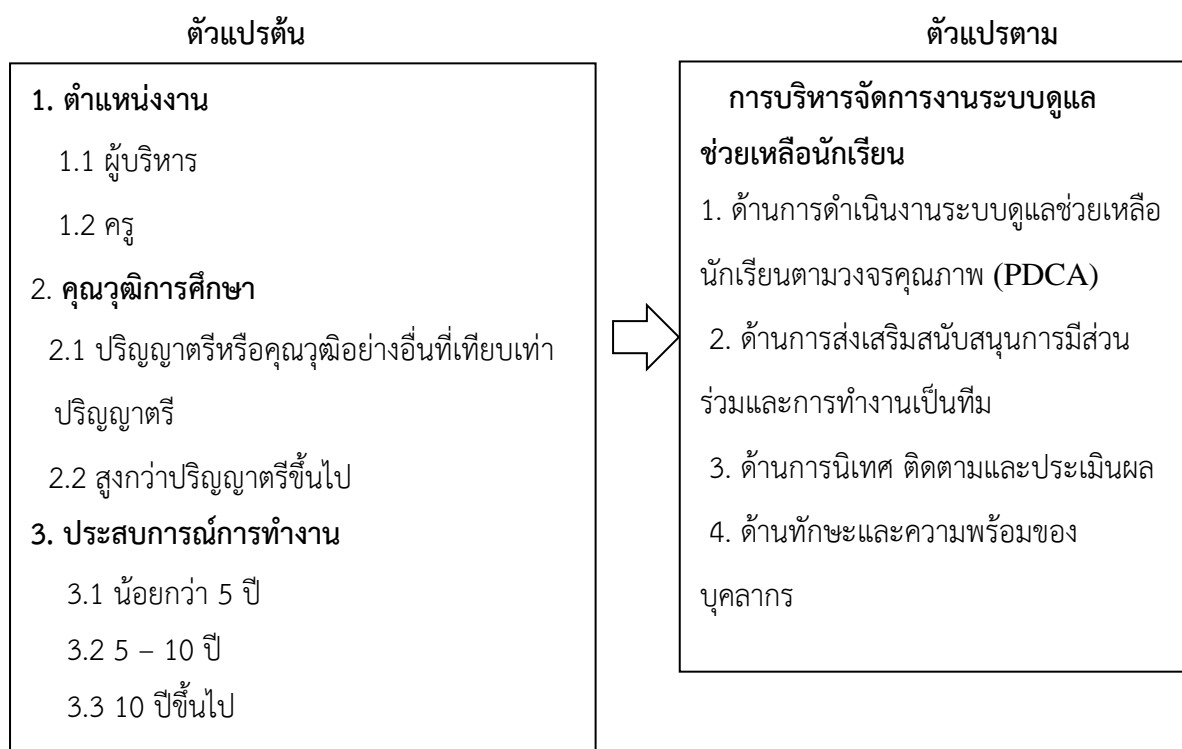 ตัวแปรต้น
1. ตำแหน่งงาน
1.1 ผู้บริหาร
1.2 ครู
2. คุณวุฒิการศึกษา
2.1 ปริญญาตรีหรือคุณวุฒิอย่างอื่นที่เทียบเท่า
ปริญญาตรี
2.2 สูงกว่าปริญญาตรีขึ้นไป
3. ประสบการณ์การทำงาน
3.1 น้อยกว่า 5 ปี
3.2 5 – 10 ปี
3.3 10 ปีขึ้นไป
ตัวแปรตาม
การบริหารจัดการงานระบบดูแล
ช่วยเหลือนักเรียน
1. ด้านการดำเนินงานระบบดูแลช่วยเหลือ
นักเรียนตามวงจรคุณภาพ (PDCA)
2. ด้านการส่งเสริมสนับสนุนการมีส่วน
ร่วมและการทำงานเป็นทีม
3. ด้านการนิเทศ ติดตามและประเมินผล
4. ด้านทักษะและความพร้อมของ
บุคลากร